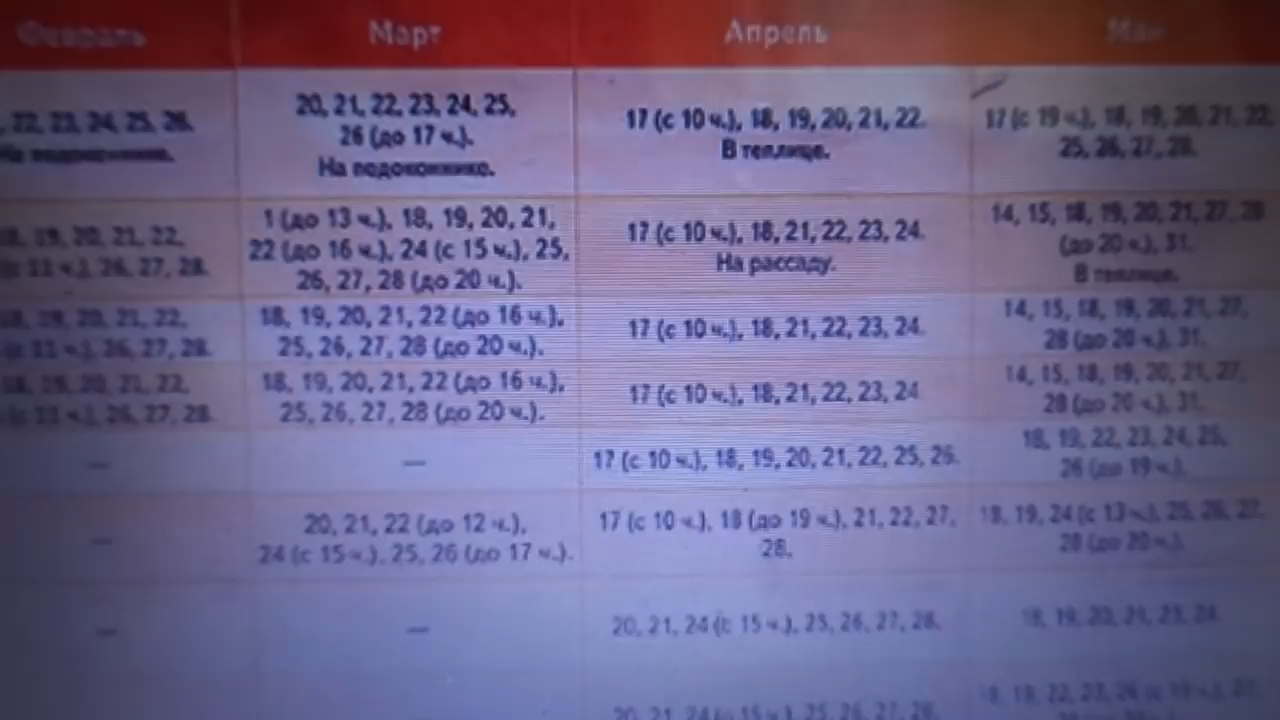 Февраль Март Апрель Май
22, 23, 24, 25, 26. 20, 21, 22, 23, 24, 25, 17 (с 10 ч.), 18, 19, 20, 21, 22. 17 (с 19 ч.), 18, 19, 20, 21, 22,
На подоконнике. 26 (до 17 ч.). В теплице. 25, 26, 27, 28.
На подоконнике.
19, 20, 21, 22, 1 (до 13 ч.), 18, 19, 20, 21, 17 (с 10 ч.), 18, 21, 22, 23, 24. 14, 15, 18, 19, 20, 21, 27, 28
26, 27, 28. 22 (до 16 ч.), 24 (с 15 ч.), 25, На рассаду. (до 20 ч.), 31.
26, 27, 28 (до 20 ч.). В теплице.
19, 20, 21, 22, 18, 19, 20, 21, 22 (до 16 ч.), 17 (с 10 ч.), 18, 21, 22, 23, 24. 14, 15, 18, 19, 20, 21, 27,
26, 27, 28. 25, 26, 27, 28 (до 20 ч.). 28 (до 20 ч.), 31.
19, 20, 21, 22, 18, 19, 20, 21, 22 (до 16 ч.), 17 (с 10 ч.), 18, 21, 22, 23, 24 14, 15, 18, 19, 20, 21, 27,
26, 27, 28. 25, 26, 27, 28 (до 20 ч.). 28 (до 20 ч.), 31.
— — 17 (с 10 ч.), 18, 19, 20, 21, 22, 25, 26. 18, 19, 22, 23, 24, 25,
26 (до 19 ч.).
— 20, 21, 22 (до 12 ч.), 17 (с 10 ч.), 18 (до 19 ч.), 21, 22, 27, 18, 19, 24 (с 13 ч.), 25, 26, 27,
24 (с 15 ч.), 25, 26 (до 17 ч.). 28. 28 (до 20 ч.).
— — 20, 21, 24 (с 15 ч.), 25, 26, 27, 28. 18, 19, 20, 21, 23, 24.
20, 21, 24 (с 15 ч.), 25, 26, 27, 28.